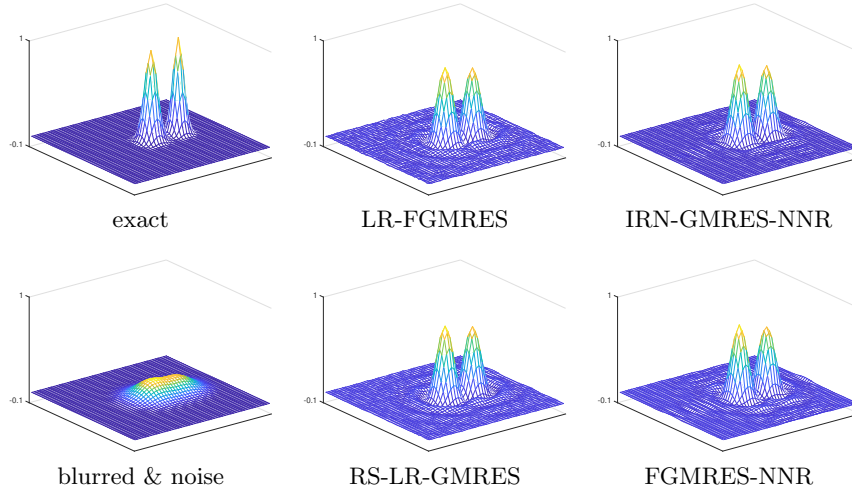 1
-0.1
exact
1
-0.1
LR-FGMRES
1
-0.1
IRN-GMRES-NNR
1
-0.1
blurred & noise
1
-0.1
RS-LR-GMRES
1
-0.1
FGMRES-NNR